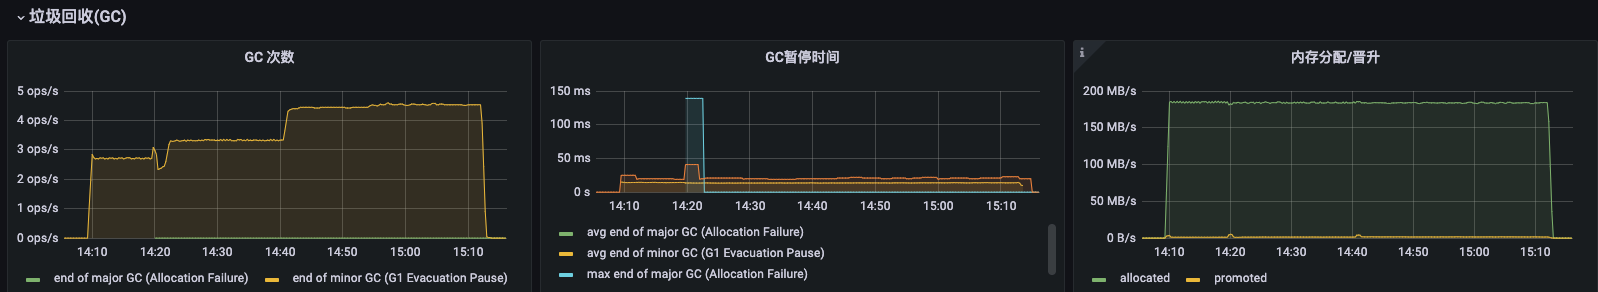 垃圾回收(GC)
GC 次数
5 ops/s
4 ops/s
3 ops/s
2 ops/s
1 ops/s
0 ops/s
14:10 14:20 14:30 14:40 14:50 15:00 15:10
end of major GC (Allocation Failure) end of minor GC (G1 Evacuation Pause)
GC暂停时间
150 ms
100 ms
50 ms
0 s
14:10 14:20 14:30 14:40 14:50 15:00 15:10
avg end of major GC (Allocation Failure)
avg end of minor GC (G1 Evacuation Pause)
max end of major GC (Allocation Failure)
i
内存分配/晋升
200 MB/s
150 MB/s
100 MB/s
50 MB/s
0 B/s
14:10 14:20 14:30 14:40 14:50 15:00 15:10
allocated promoted